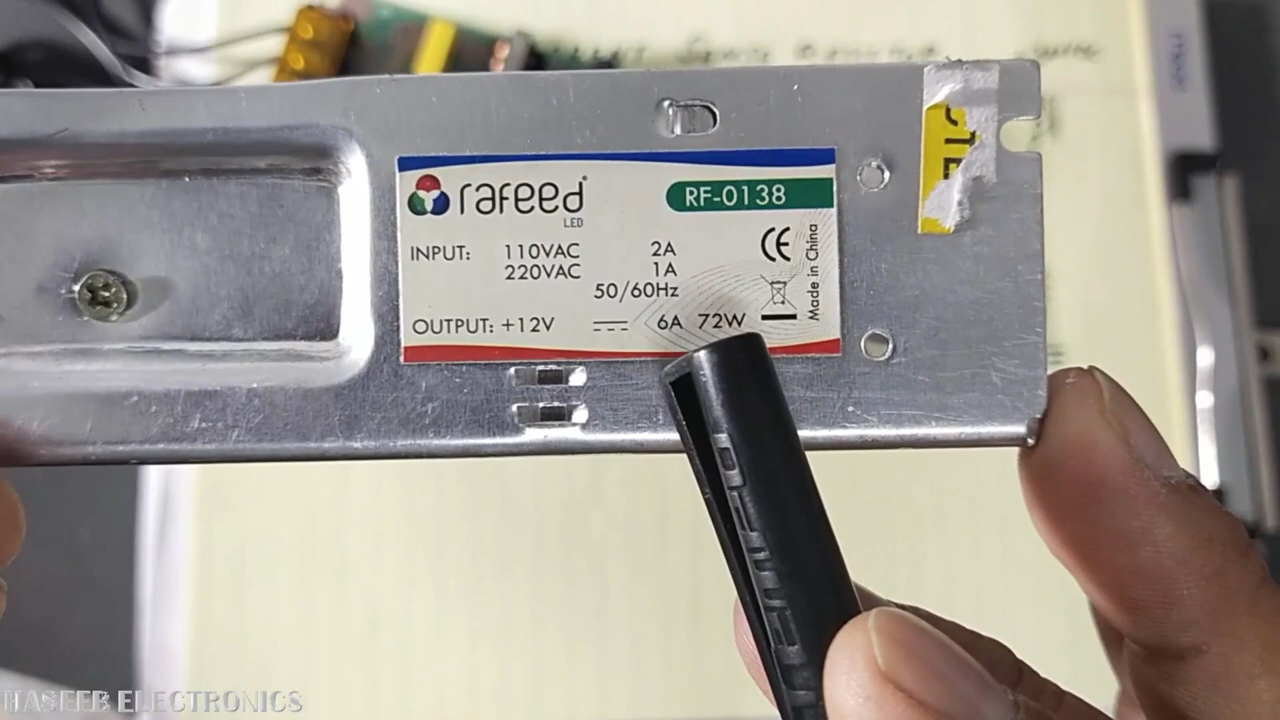 rafeed
LED
RF-0138
INPUT: 110VAC 2A
220VAC 1A
50/60Hz
OUTPUT: +12V 6A 72W
CE
Made in China
HASEEB ELECTRONICS